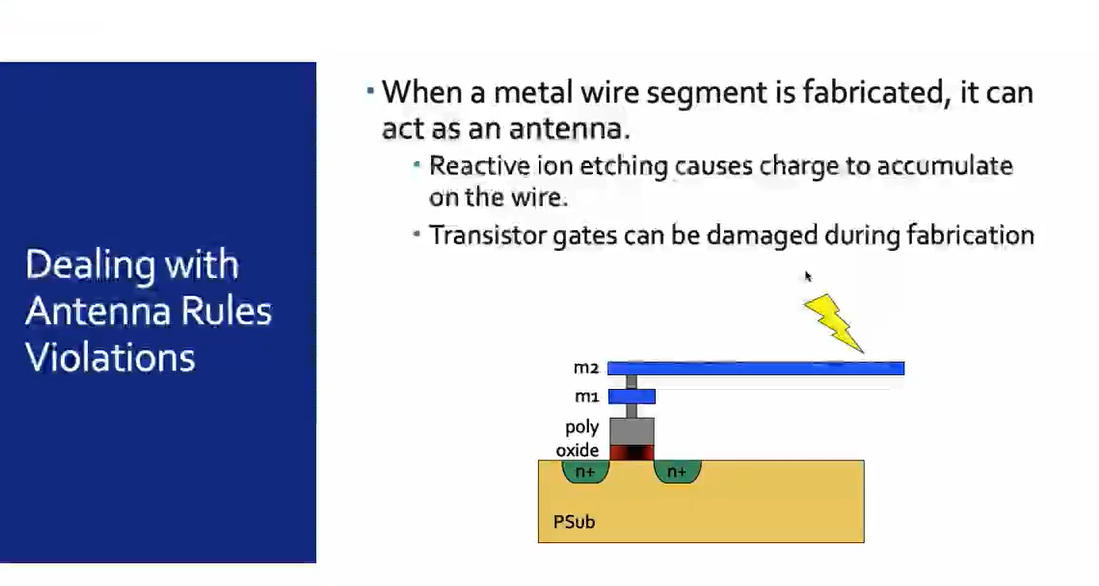 Dealing with
Antenna Rules
Violations
When a metal wire segment is fabricated, it can
act as an antenna.
Reactive ion etching causes charge to accumulate
on the wire.
Transistor gates can be damaged during fabrication
m2
m1
poly
oxide
n+ n+
PSub